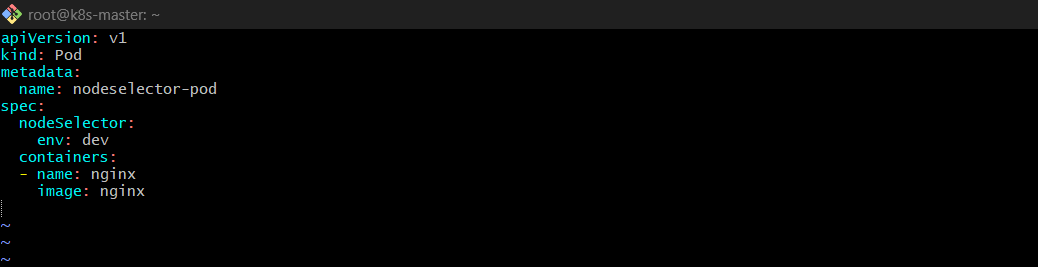 root@k8s-master: ~
apiVersion: v1
kind: Pod
metadata:
  name: nodeselector-pod
spec:
  nodeSelector:
    env: dev
  containers:
  - name: nginx
    image: nginx
~
~
~